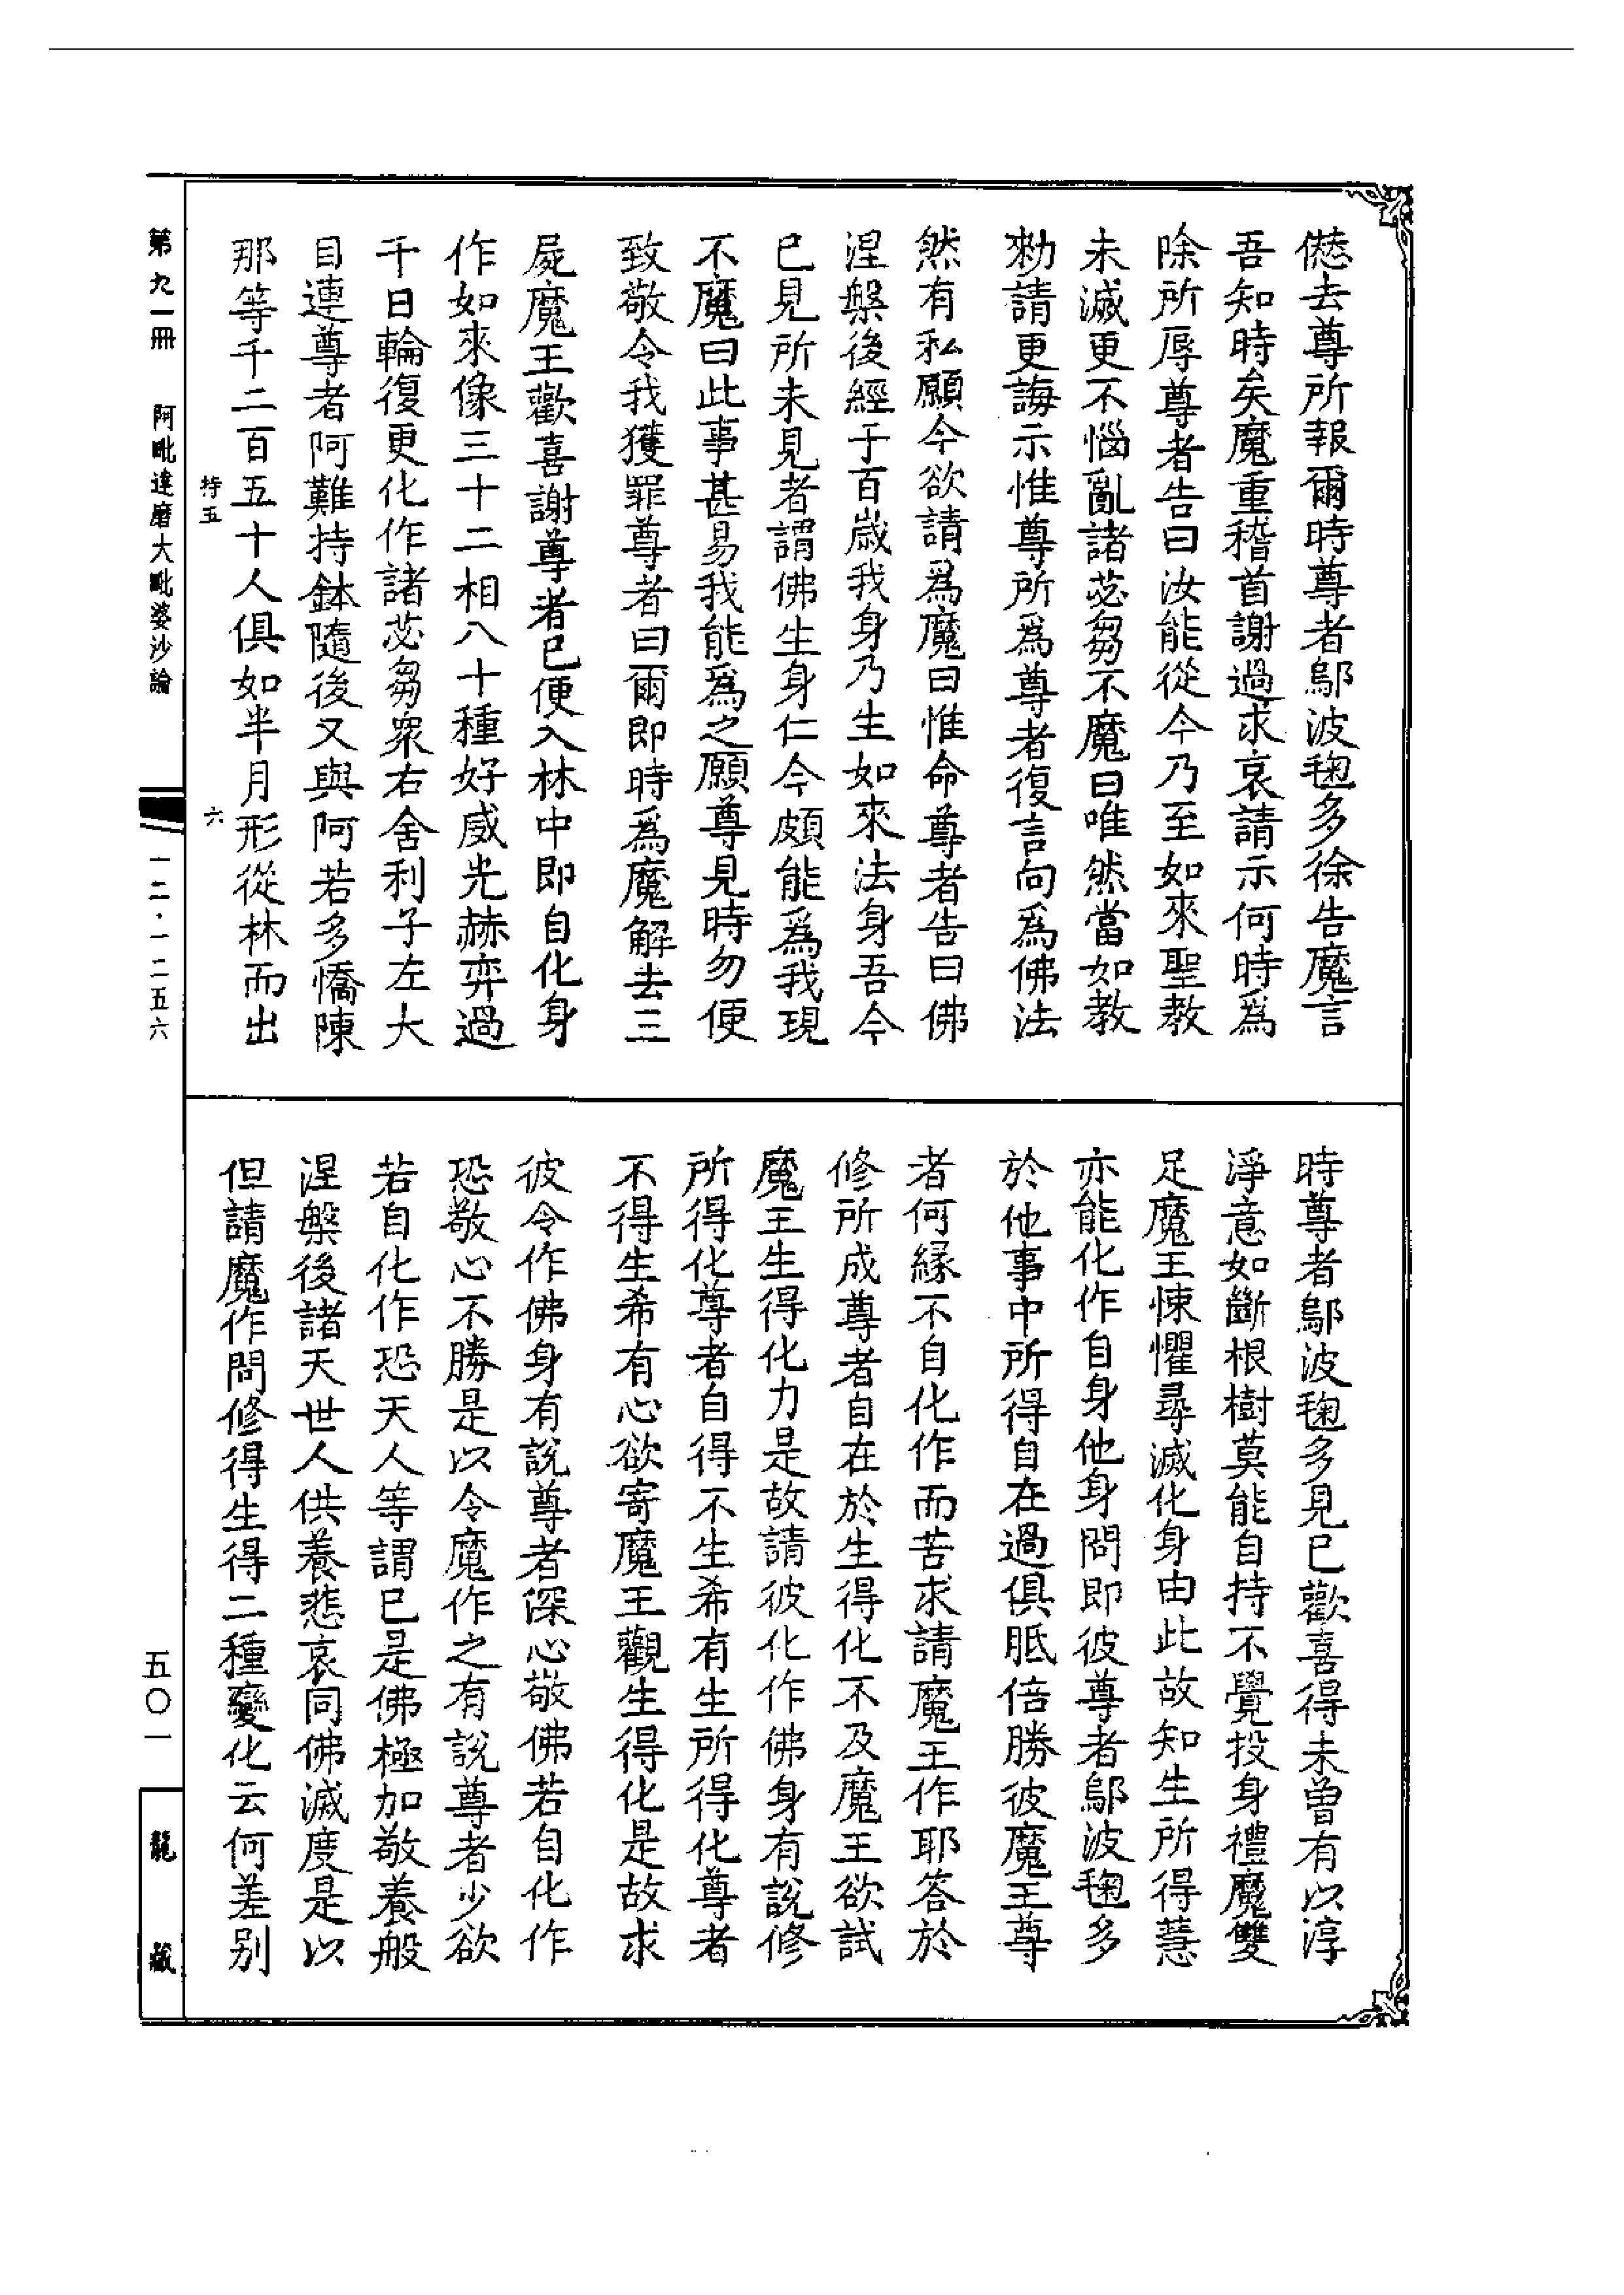 僁去尊所報爾時尊者鄔波毱多徐告魔言
吾知時矣魔重稽首謝過求哀請示何時爲
除所辱尊者告曰汝能從今乃至如來聖教
未滅更不惱亂諸苾芻不魔曰唯然當如教
勑請更誨示惟尊所爲尊者復言向爲佛法
然有私願今欲請爲魔曰惟命尊者告曰佛
涅槃後經于百歲我身乃生如來法身吾今
已見所未見者謂佛生身仁今頗能爲我現
不魔曰此事甚易我能爲之願尊見時勿便
致敬令我獲罪尊者曰爾即時爲魔解去三
屍魔王歡喜謝尊者已便入林中即自化身
作如來像三十二相八十種好威光赫弈過
千日輪復更化作諸苾芻衆右舍利子左大
目連尊者阿難持鉢隨後又與阿若多憍陳
那等千二百五十人俱如半月形從林而出
時尊者鄔波毱多見已歡喜得未曾有以淳
淨意如斷根樹莫能自持不覺投身禮魔雙
足魔王悚懼尋滅化身由此故知生所得慧
亦能化作自身他身問即彼尊者鄔波毱多
於他事中所得自在過俱胝倍勝彼魔王尊
者何緣不自化作而苦求請魔王作耶答於
修所成尊者自在於生得化不及魔王欲試
魔王生得化力是故請彼化作佛身有說修
所得化尊者自得不生希有生所得化尊者
不得生希有心欲寄魔王觀生得化是故求
彼令作佛身有說尊者深心敬佛若自化作
恐敬心不勝是以令魔作之有說尊者少欲
若自化作恐天人等謂已是佛極加敬養般
涅槃後諸天世人供養悲哀同佛滅度是以
但請魔作問修得生得二種變化云何差別
第九一冊 阿毗達磨大毗婆沙論
持五 六
一二·一二五六
五〇一
龍藏